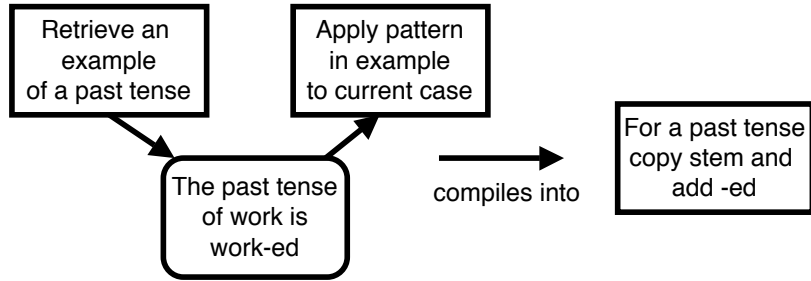 Retrieve an
example
of a past tense
Apply pattern
in example
to current case
The past tense
of work is
work-ed
compiles into
For a past tense
copy stem and
add -ed